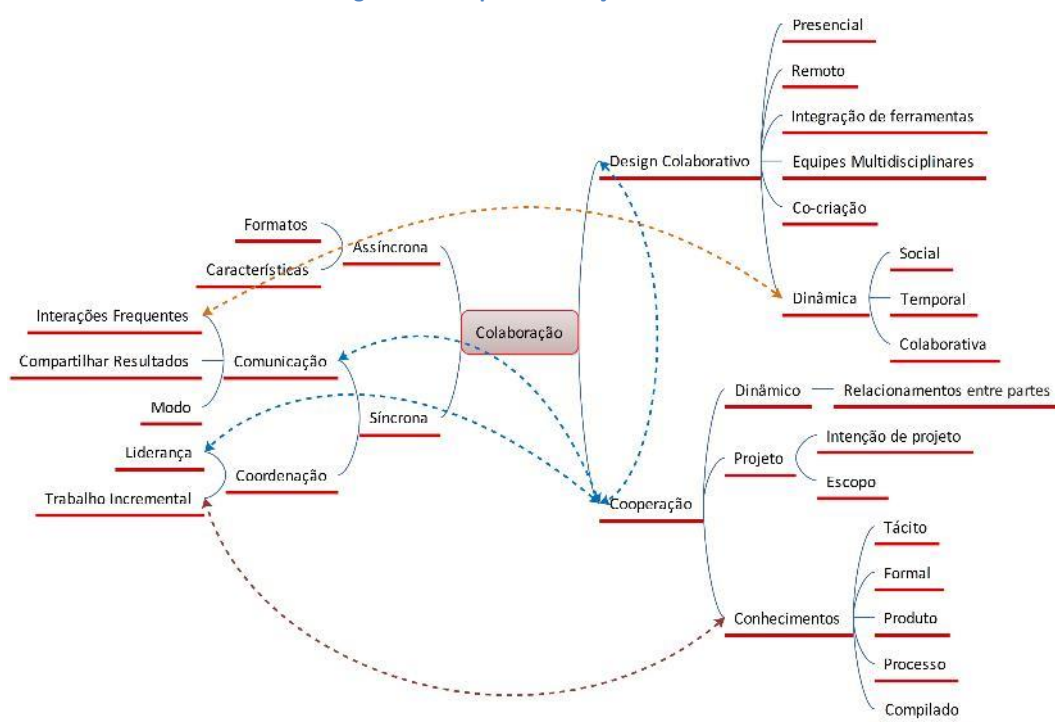 Presencial
Remoto
Integração de ferramentas
Design Colaborativo
Equipes Multidisciplinares
Co-criação
Formatos
Assíncrona
Características
Social
Dinâmica
Temporal
Colaborativa
Interações Frequentes
Colaboração
Compartilhar Resultados
Comunicação
Modo
Síncrona
Liderança
Coordenação
Trabalho Incremental
Dinâmico
Relacionamentos entre partes
Intenção de projeto
Projeto
Escopo
Cooperação
Tácito
Formal
Conhecimentos
Produto
Processo
Compilado